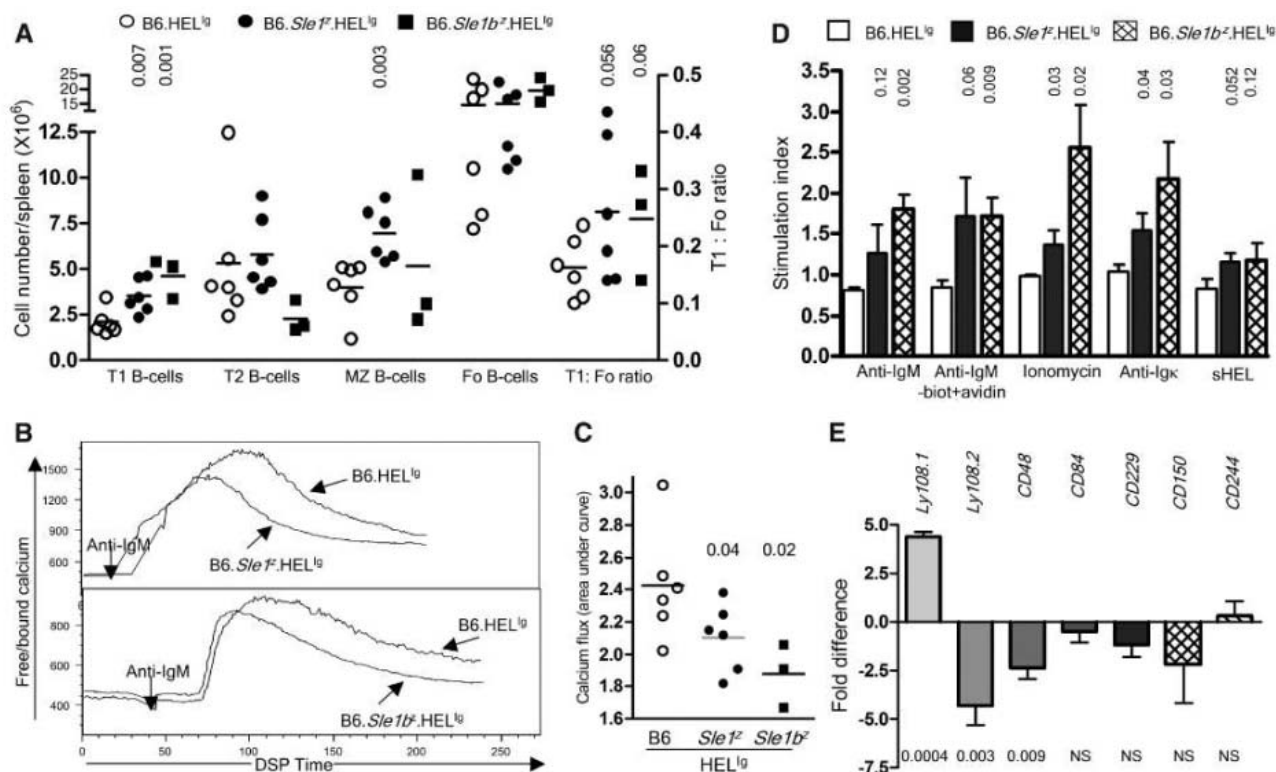 A
B6.HELIg
B6.Sle1z.HELIg
B6.Sle1bz.HELIg
0.007
0.001
0.003
0.056
0.06
Cell number/spleen (X10⁶)
25
20
15
12.5
10.0
7.5
5.0
2.5
0.0
0.5
0.4
0.3
0.2
0.1
0.0
T1 : Fo ratio
T1 B-cells
T2 B-cells
MZ B-cells
Fo B-cells
T1: Fo ratio
D
B6.HELIg
B6.Sle1z.HELIg
B6.Sle1bz.HELIg
Stimulation index
3.5
3.0
2.5
2.0
1.5
1.0
0.5
0.0
0.12
0.002
0.06
0.009
0.03
0.02
0.04
0.03
0.052
0.12
Anti-IgM
Anti-IgM
-biot+avidin
Ionomycin
Anti-Igκ
sHEL
B
Free/bound calcium
1500
1200
900
600
Anti-IgM
B6.HELIg
B6.Sle1z.HELIg
800
600
400
Anti-IgM
B6.HELIg
B6.Sle1bz.HELIg
0
50
100
150
200
250
DSP Time
C
Calcium flux (area under curve)
3.0
2.8
2.6
2.4
2.2
2.0
1.8
1.6
0.04
0.02
B6
Sle1z
Sle1bz
HELIg
E
Ly108.1
Ly108.2
CD48
CD84
CD229
CD150
CD244
Fold difference
5.0
2.5
0.0
-2.5
-5.0
-7.5
0.0004
0.003
0.009
NS
NS
NS
NS